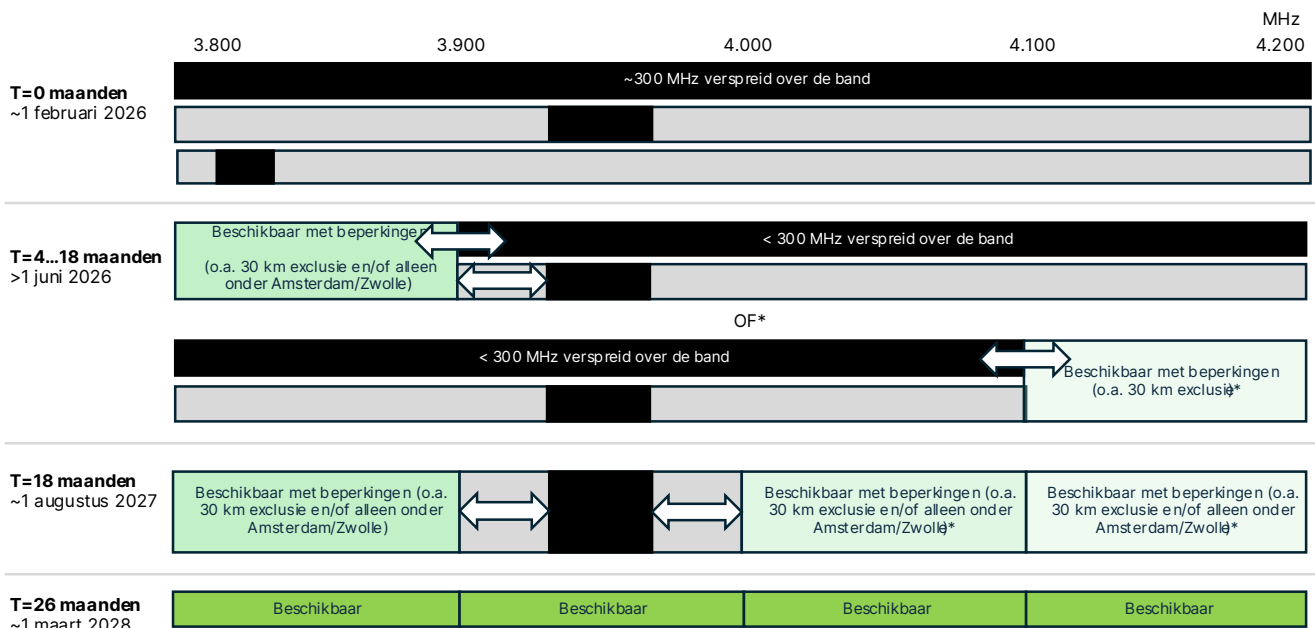 MHz
3.800 3.900 4.000 4.100 4.200
T=0 maanden
~1 februari 2026
~300 MHz verspreid over de band
T=4...18 maanden
>1 juni 2026
Beschikbaar met beperkingen
(o.a. 30 km exclusie en/of alleen
onder Amsterdam/Zwolle)
< 300 MHz verspreid over de band
OF*
< 300 MHz verspreid over de band
Beschikbaar met beperkingen
(o.a. 30 km exclusie)*
T=18 maanden
~1 augustus 2027
Beschikbaar met beperkingen (o.a.
30 km exclusie en/of alleen onder
Amsterdam/Zwolle)
Beschikbaar met beperkingen (o.a.
30 km exclusie en/of alleen onder
Amsterdam/Zwolle)*
Beschikbaar met beperkingen (o.a.
30 km exclusie en/of alleen onder
Amsterdam/Zwolle)*
T=26 maanden
~1 maart 2028
Beschikbaar Beschikbaar Beschikbaar Beschikbaar